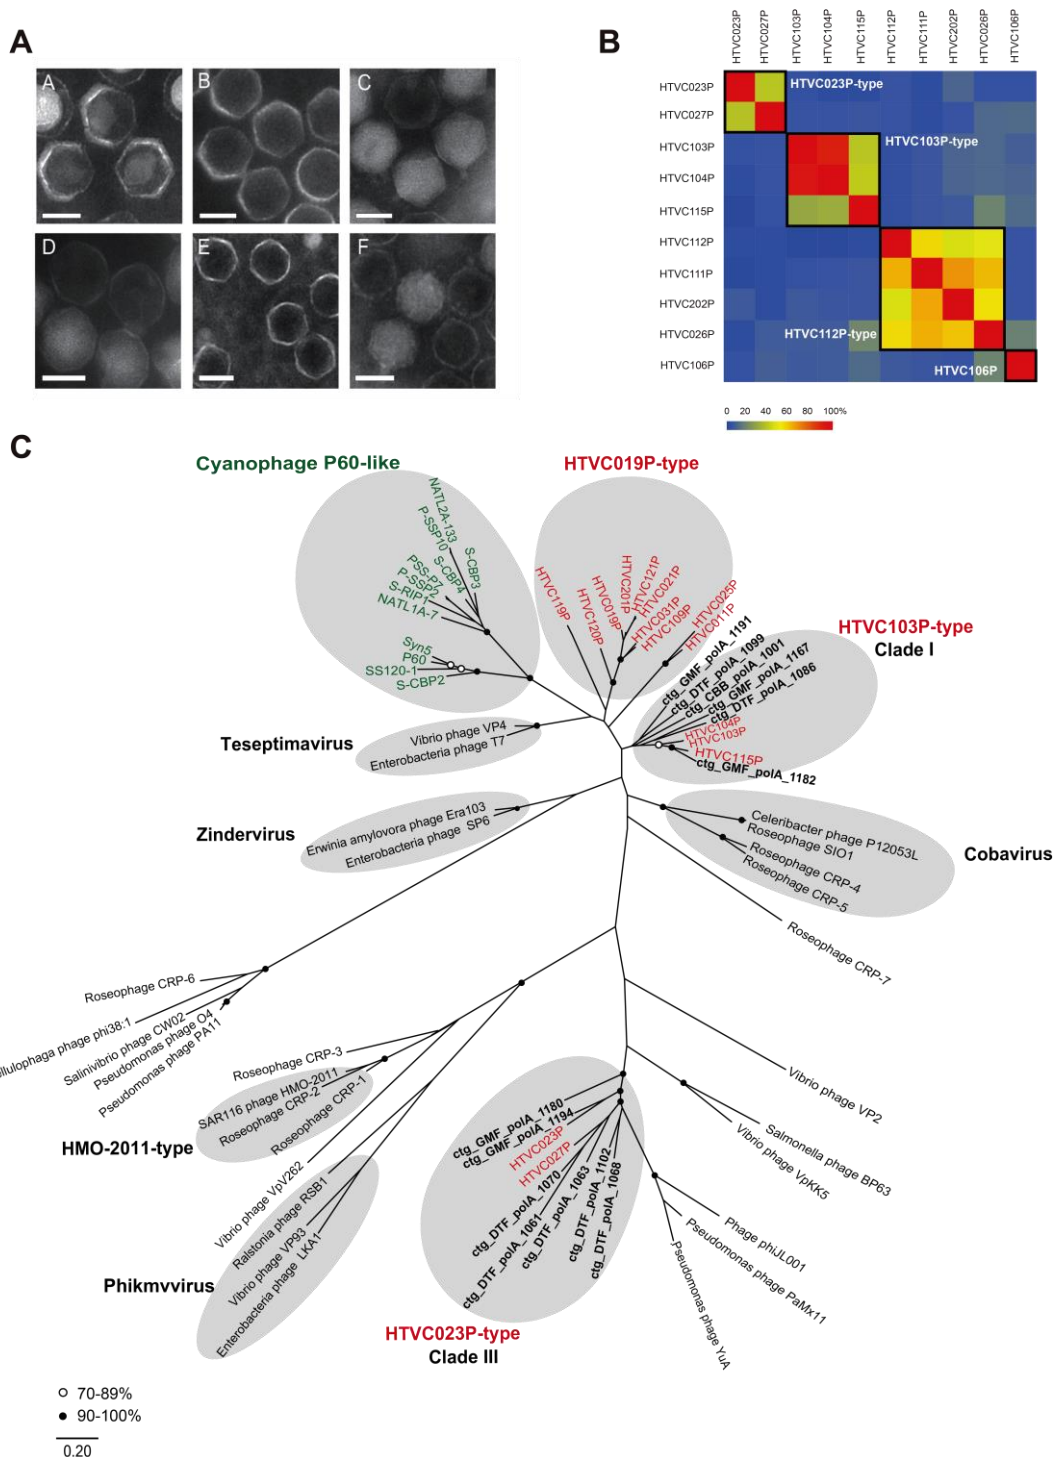 A
A
B
C
D
E
F
B
HTVC023P
HTVC027P
HTVC103P
HTVC104P
HTVC115P
HTVC112P
HTVC111P
HTVC202P
HTVC026P
HTVC106P
HTVC023P
HTVC027P
HTVC103P
HTVC104P
HTVC115P
HTVC112P
HTVC111P
HTVC202P
HTVC026P
HTVC106P
HTVC023P-type
HTVC103P-type
HTVC112P-type
HTVC106P
0 20 40 60 80 100%
C
Cyanophage P60-like
NATL2A-133
P-SSP10
S-CBP3
S-CBP4
PSS-P7
P-SSP2
S-RIP1
NATL1A-7
Syn5
P60
SS120-1
S-CBP2
HTVC019P-type
HTVC119P
HTVC120P
HTVC019P
HTVC201P
HTVC121P
HTVC021P
HTVC031P
HTVC109P
HTVC025P
HTVC011P
HTVC103P-type
Clade I
ctg_GMF_polA_1191
ctg_DTF_polA_1099
ctg_CBB_polA_1001
ctg_GMF_polA_1167
ctg_DTF_polA_1086
HTVC104P
HTVC103P
HTVC115P
ctg_GMF_polA_1182
Teseptimavirus
Vibrio phage VP4
Enterobacteria phage T7
Zindervirus
Erwinia amylovora phage Era103
Enterobacteria phage SP6
Celeribacter phage P12053L
Roseophage SIO1
Roseophage CRP-4
Roseophage CRP-5
Cobavirus
Roseophage CRP-7
Roseophage CRP-6
ellulophaga phage phi38:1
Salinivibrio phage CW02
Pseudomonas phage O4
Pseudomonas phage PA11
Roseophage CRP-3
SAR116 phage HMO-2011
Roseophage CRP-2
Roseophage CRP-1
HMO-2011-type
Vibrio phage VpV262
Ralstonia phage RSB1
Vibrio phage VP93
Enterobacteria phage LKA1
Phikmvvirus
ctg_GMF_polA_1180
ctg_GMF_polA_1194
HTVC023P
HTVC027P
ctg_DTF_polA_1070
ctg_DTF_polA_1061
ctg_DTF_polA_1063
ctg_DTF_polA_1102
ctg_DTF_polA_1068
HTVC023P-type
Clade III
Vibrio phage VP2
Salmonella phage BP63
Vibrio phage VpKK5
Phage phiJL001
Pseudomonas phage PaMx11
Pseudomonas phage YuA
70-89%
90-100%
0.20